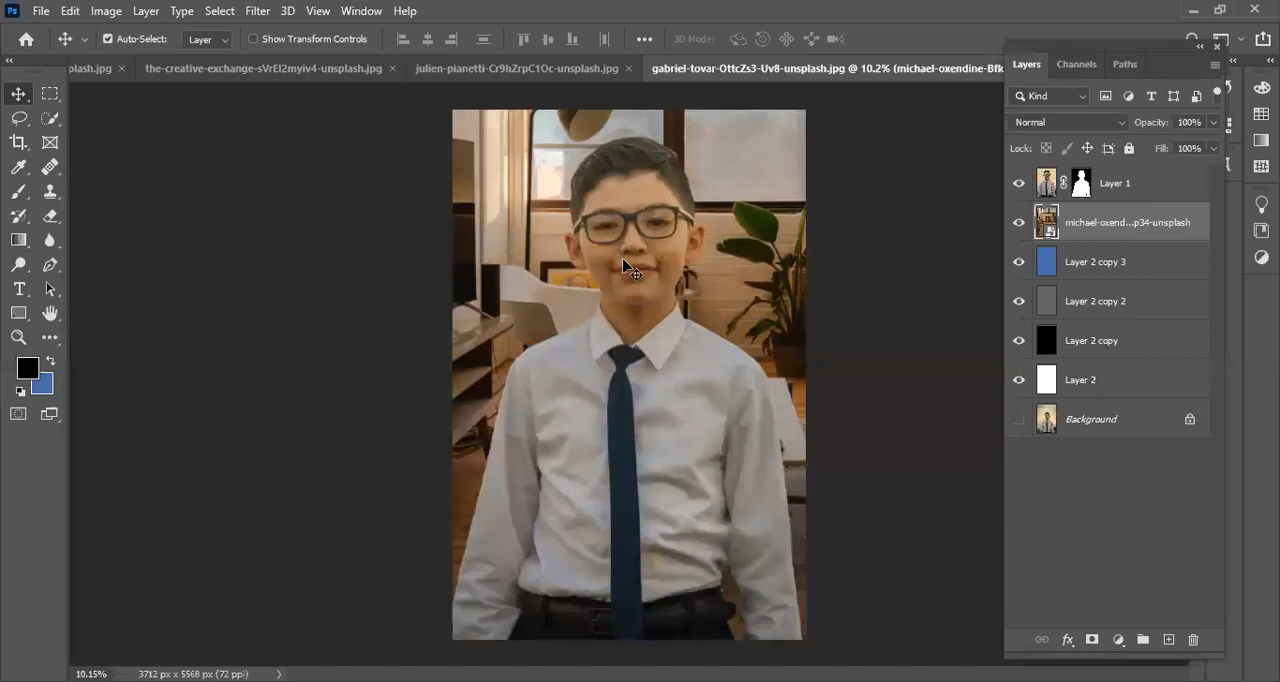 Ps File Edit Image Layer Type Select Filter 3D View Window Help
Auto-Select: Layer Show Transform Controls 3D Mode:
plash.jpg × the-creative-exchange-sVrEI2myiv4-unsplash.jpg × julien-pianetti-Cr9hZrpC1Oc-unsplash.jpg × gabriel-tovar-OttcZs3-Uv8-unsplash.jpg @ 10.2% (michael-oxendine-Bfk
Layers Channels Paths
Kind
Normal Opacity: 100%
Lock: Fill: 100%
Layer 1
michael-oxend...p34-unsplash
Layer 2 copy 3
Layer 2 copy 2
Layer 2 copy
Layer 2
Background
fx
10.15% 3712 px x 5568 px (72 ppi)